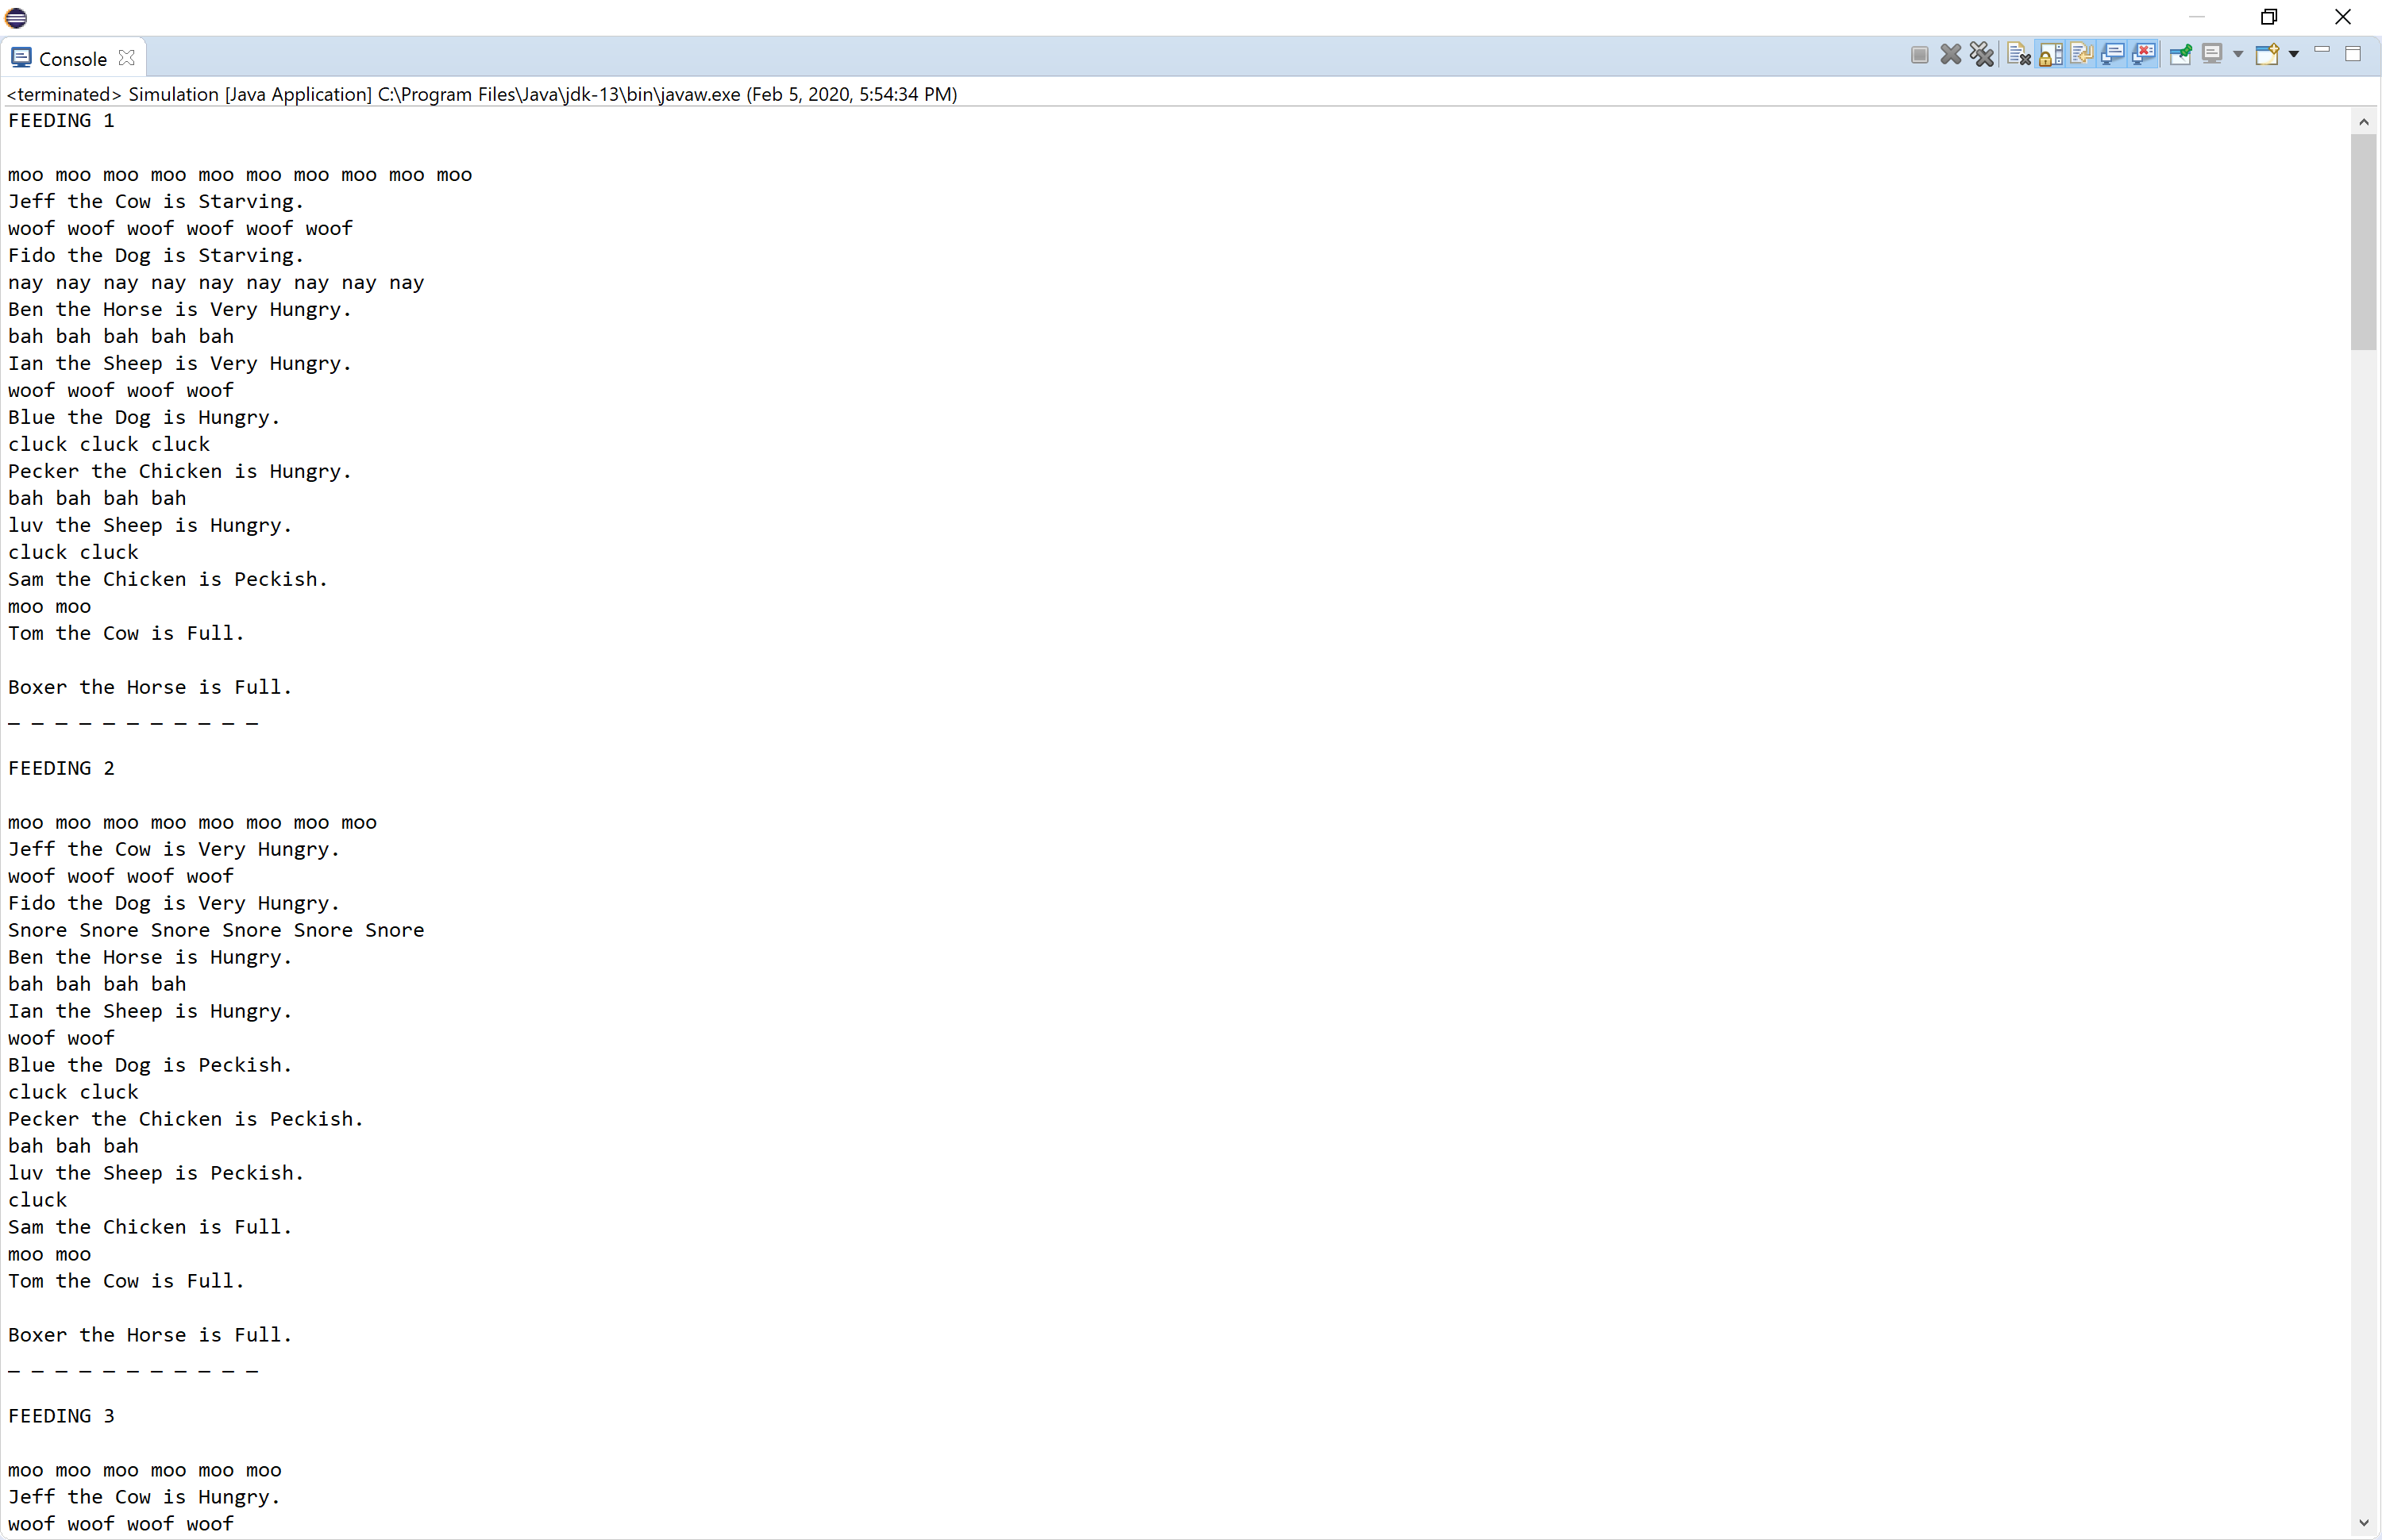 Console
<terminated> Simulation [Java Application] C:\Program Files\Java\jdk-13\bin\javaw.exe (Feb 5, 2020, 5:54:34 PM)
FEEDING 1
moo moo moo moo moo moo moo moo moo moo
Jeff the Cow is Starving.
woof woof woof woof woof woof
Fido the Dog is Starving.
nay nay nay nay nay nay nay nay nay
Ben the Horse is Very Hungry.
bah bah bah bah bah
Ian the Sheep is Very Hungry.
woof woof woof woof
Blue the Dog is Hungry.
cluck cluck cluck
Pecker the Chicken is Hungry.
bah bah bah bah
luv the Sheep is Hungry.
cluck cluck
Sam the Chicken is Peckish.
moo moo
Tom the Cow is Full.
Boxer the Horse is Full.
_ _ _ _ _ _ _ _ _ _ _
FEEDING 2
moo moo moo moo moo moo moo moo
Jeff the Cow is Very Hungry.
woof woof woof woof
Fido the Dog is Very Hungry.
Snore Snore Snore Snore Snore Snore
Ben the Horse is Hungry.
bah bah bah bah
Ian the Sheep is Hungry.
woof woof
Blue the Dog is Peckish.
cluck cluck
Pecker the Chicken is Peckish.
bah bah bah
luv the Sheep is Peckish.
cluck
Sam the Chicken is Full.
moo moo
Tom the Cow is Full.
Boxer the Horse is Full.
_ _ _ _ _ _ _ _ _ _ _
FEEDING 3
moo moo moo moo moo moo
Jeff the Cow is Hungry.
woof woof woof woof